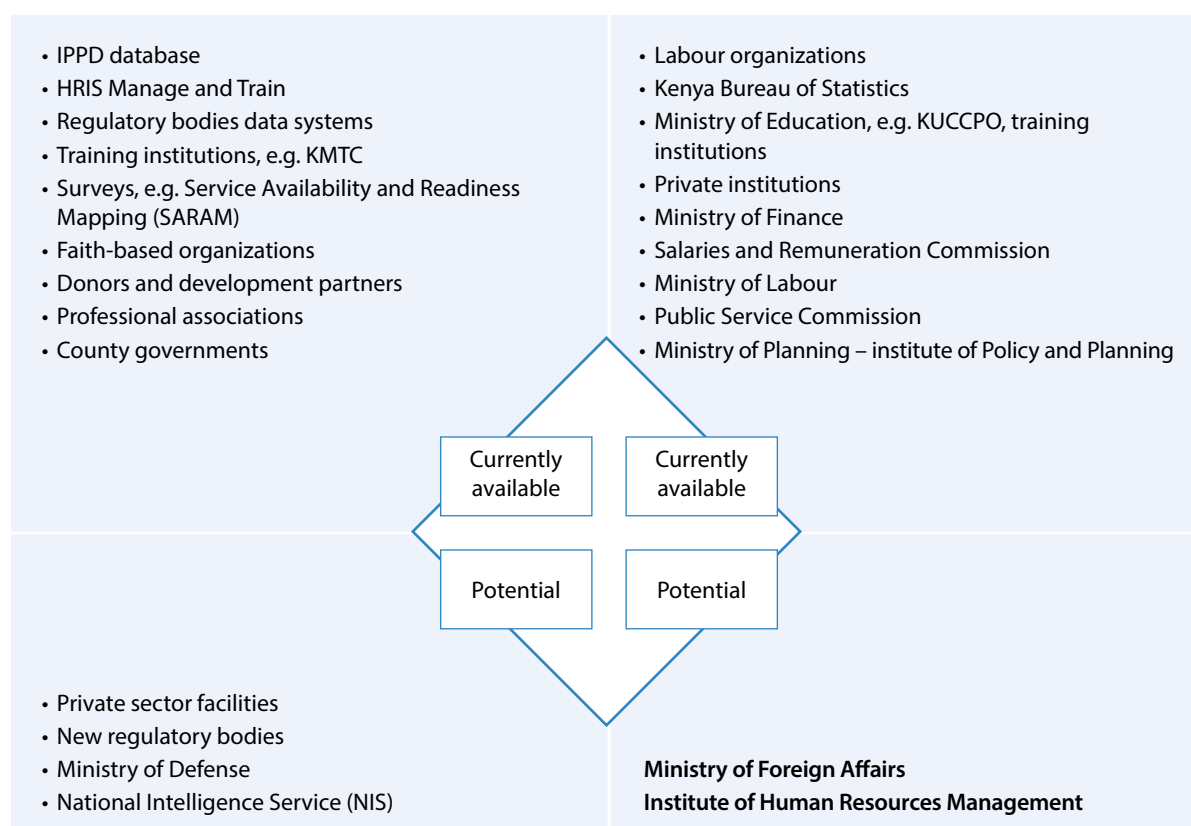 • IPPD database
• HRIS Manage and Train
• Regulatory bodies data systems
• Training institutions, e.g. KMTC
• Surveys, e.g. Service Availability and Readiness
Mapping (SARAM)
• Faith-based organizations
• Donors and development partners
• Professional associations
• County governments
• Labour organizations
• Kenya Bureau of Statistics
• Ministry of Education, e.g. KUCCPO, training
institutions
• Private institutions
• Ministry of Finance
• Salaries and Remuneration Commission
• Ministry of Labour
• Public Service Commission
• Ministry of Planning – institute of Policy and Planning
Currently
available
Currently
available
Potential
Potential
• Private sector facilities
• New regulatory bodies
• Ministry of Defense
• National Intelligence Service (NIS)
Ministry of Foreign Affairs
Institute of Human Resources Management